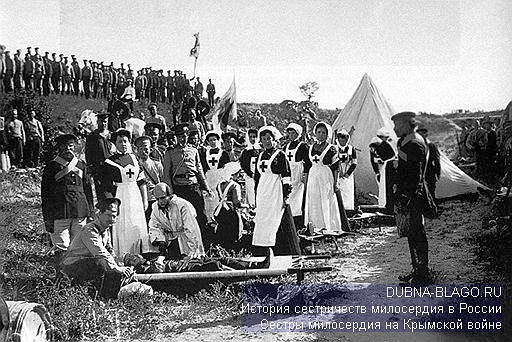 DUBNA-BLAGO.RU
История сестричеств милосердия в России
Сестры милосердия на Крымской войне